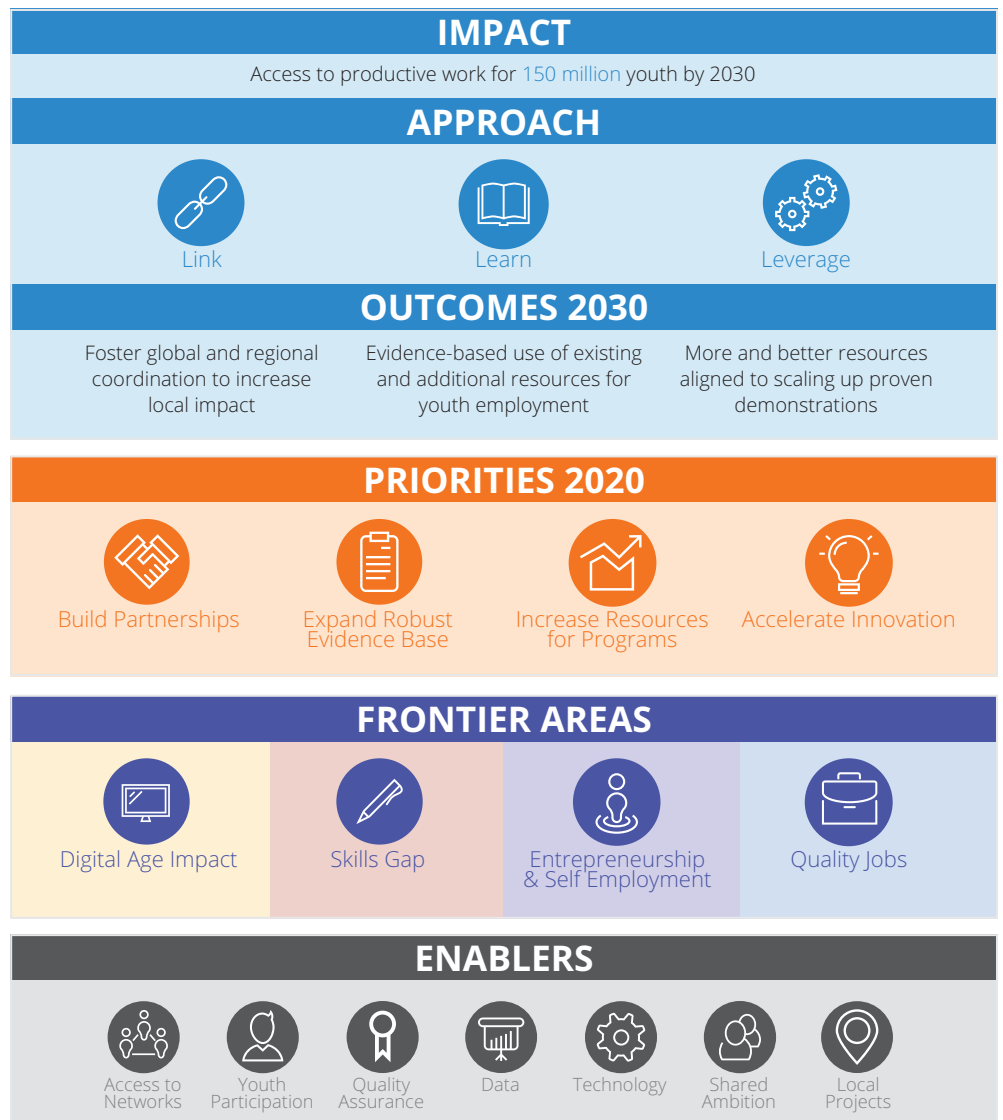 IMPACT
Access to productive work for 150 million youth by 2030
APPROACH
Link
Learn
Leverage
OUTCOMES 2030
Foster global and regional
coordination to increase
local impact
Evidence-based use of existing
and additional resources for
youth employment
More and better resources
aligned to scaling up proven
demonstrations
PRIORITIES 2020
Build Partnerships
Expand Robust
Evidence Base
Increase Resources
for Programs
Accelerate Innovation
FRONTIER AREAS
Digital Age Impact
Skills Gap
Entrepreneurship
& Self Employment
Quality Jobs
ENABLERS
Access to
Networks
Youth
Participation
Quality
Assurance
Data
Technology
Shared
Ambition
Local
Projects